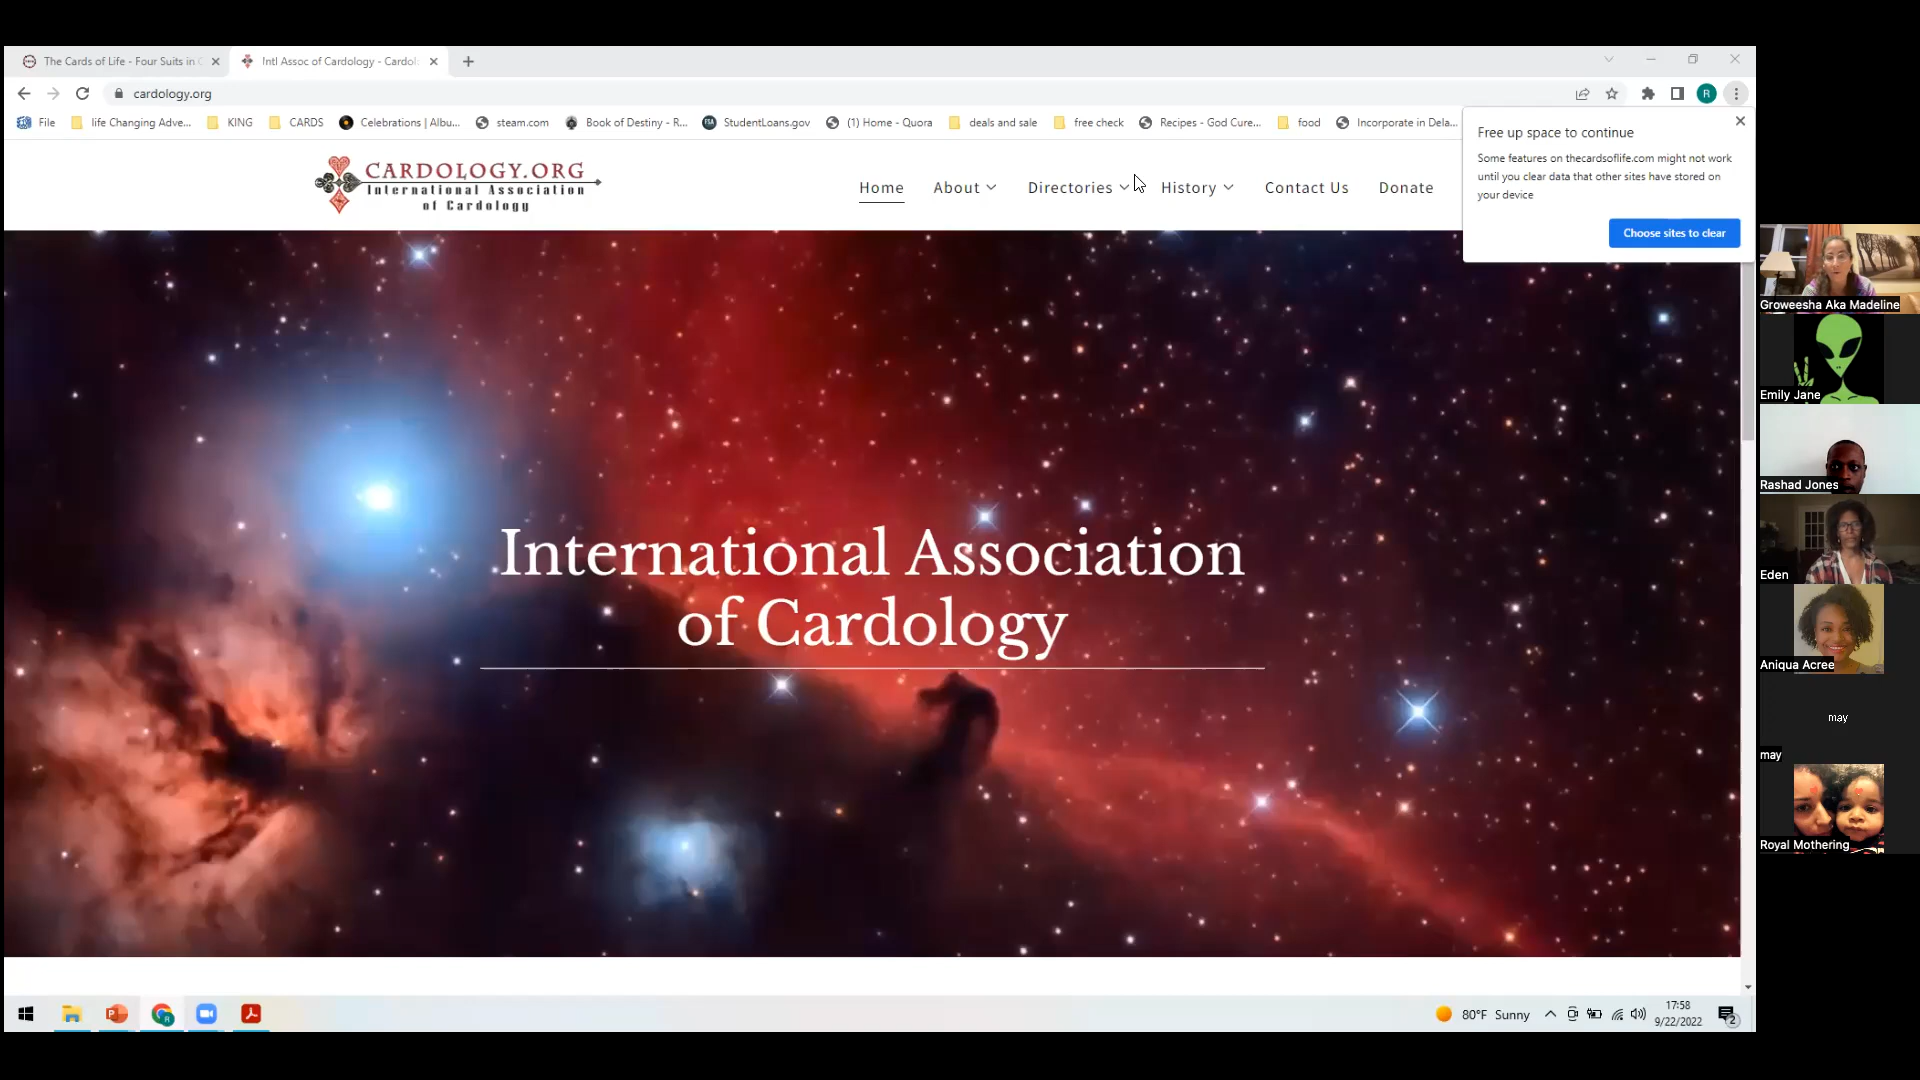 The Cards of Life - Four Suits in C
Intl Assoc of Cardology - Cardol
cardology.org
R
File
life Changing Adve...
KING
CARDS
Celebrations | Albu...
steam.com
Book of Destiny - R...
FSA
StudentLoans.gov
(1) Home - Quora
deals and sale
free check
Recipes - God Cure...
food
Incorporate in Dela...
Free up space to continue
Some features on thecardsoflife.com might not work
until you clear data that other sites have stored on
your device
Choose sites to clear
CARDOLOGY.ORG
International Association
of Cardology
Home
About
Directories
History
Contact Us
Donate
International Association
of Cardology
Groweesha Aka Madeline
Emily Jane
Rashad Jones
Eden
Aniqua Acree
may
may
Royal Mothering
80°F Sunny
17:58
9/22/2022
2